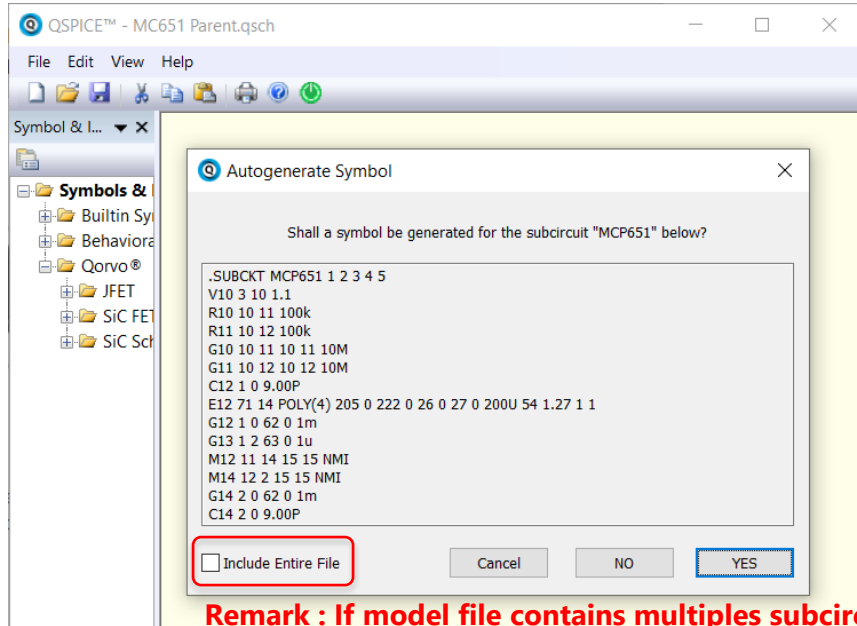 QSPICE™ - MC651 Parent.qsch
File Edit View Help
Symbol & I...
Symbols &
Builtin Sy
Behaviora
Qorvo®
JFET
SiC FET
SiC Sch
Autogenerate Symbol
Shall a symbol be generated for the subcircuit "MCP651" below?
.SUBCKT MCP651 1 2 3 4 5
V10 3 10 1.1
R10 10 11 100k
R11 10 12 100k
G10 10 11 10 11 10M
G11 10 12 10 12 10M
C12 1 0 9.00P
E12 71 14 POLY(4) 205 0 222 0 26 0 27 0 200U 54 1.27 1 1
G12 1 0 62 0 1m
G13 1 2 63 0 1u
M12 11 14 15 15 NMI
M14 12 2 15 15 NMI
G14 2 0 62 0 1m
C14 2 0 9.00P
Include Entire File
Cancel
NO
YES
Remark : If model file contains multiples subcirc